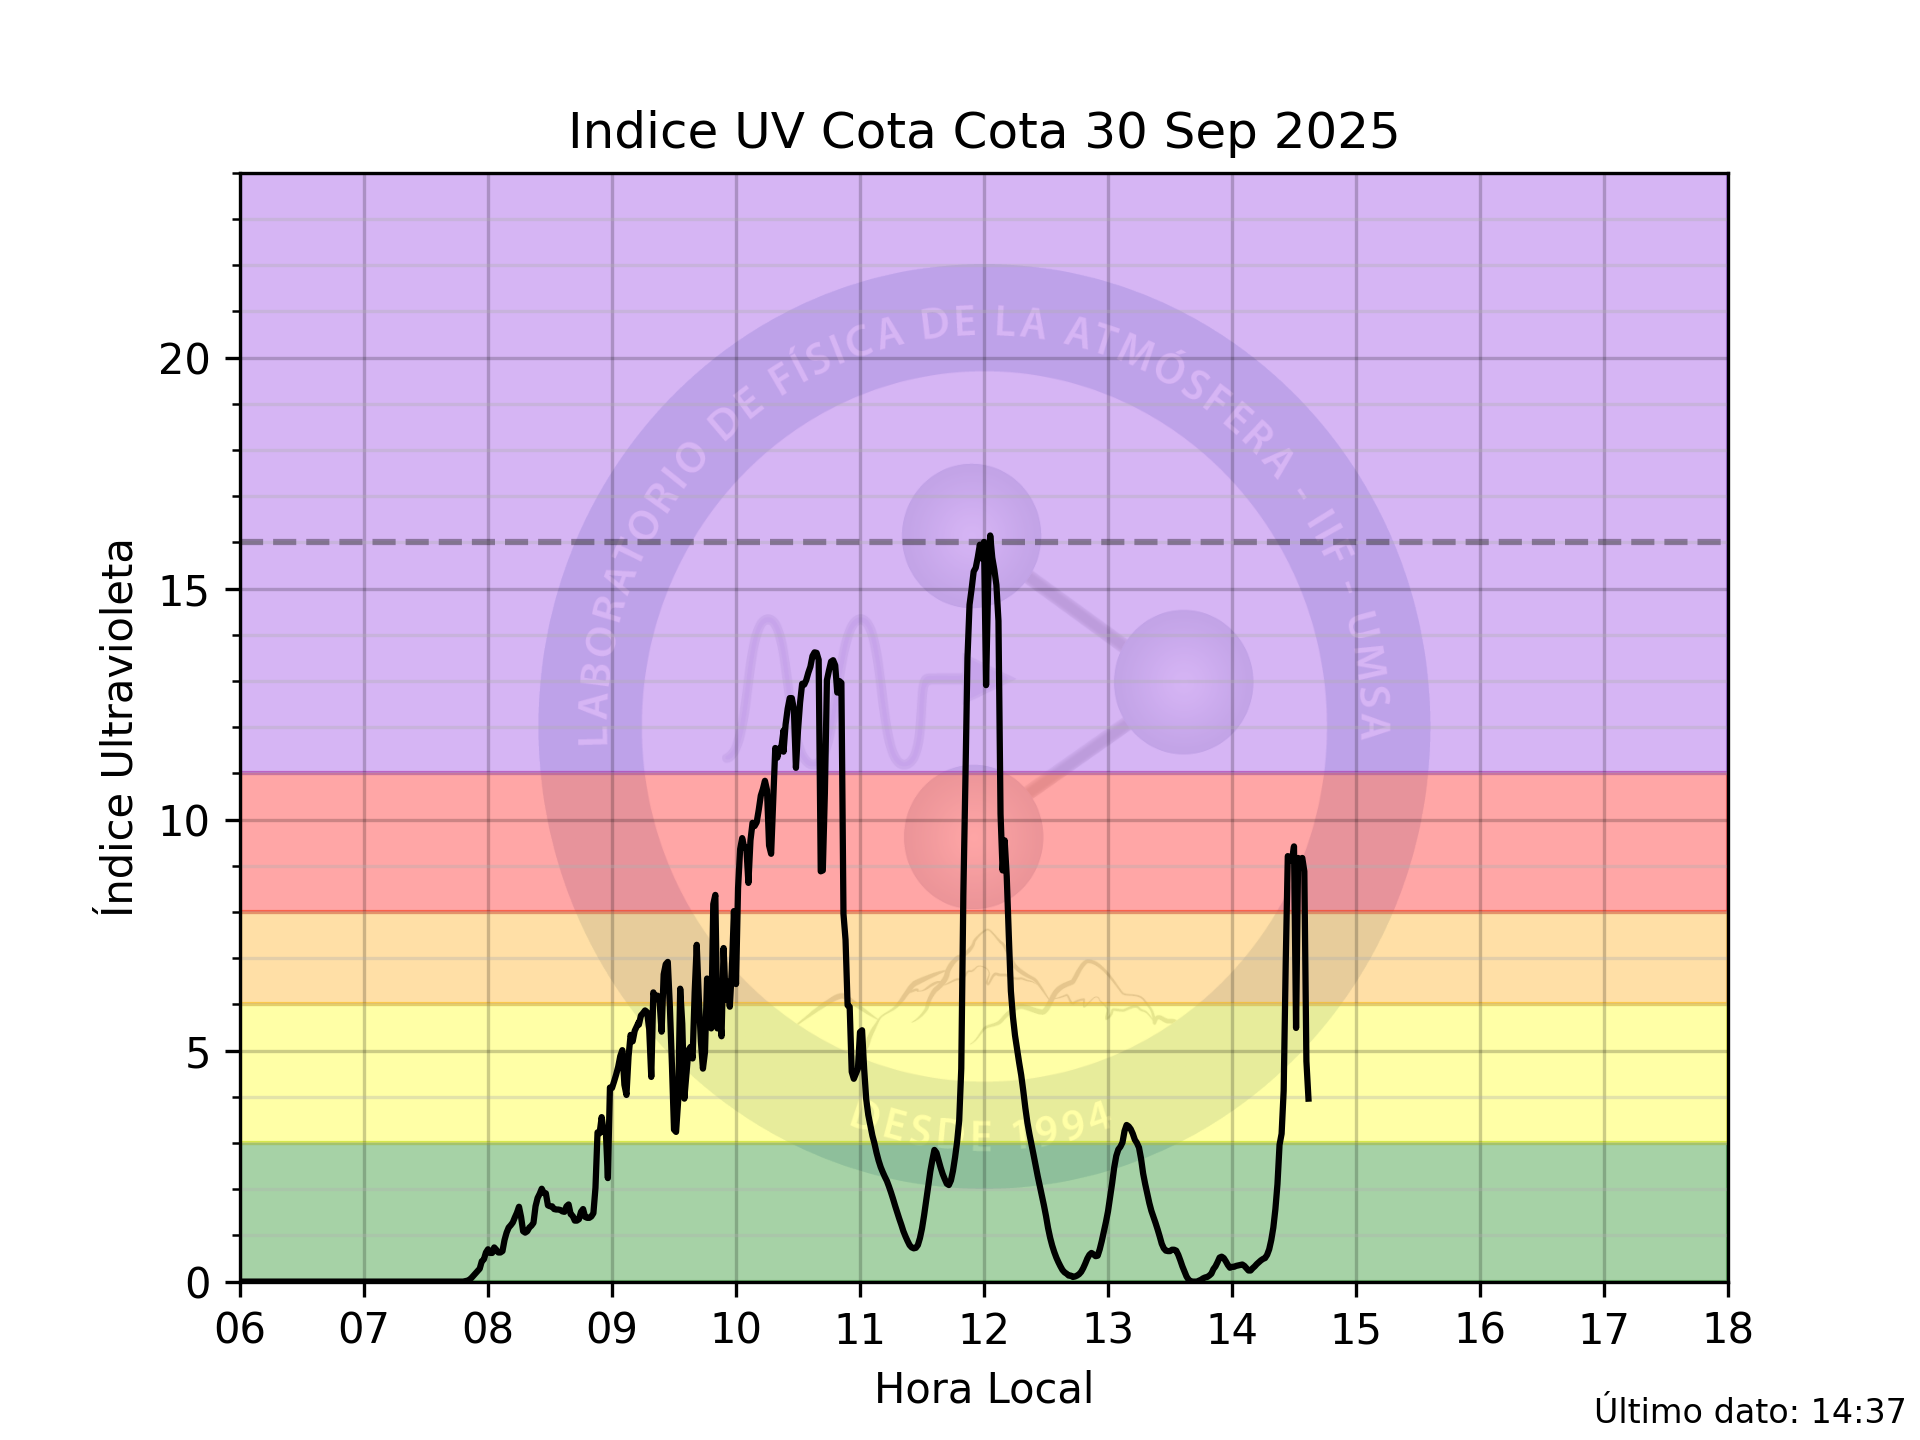 Indice UV Cota Cota 30 Sep 2025
Índice Ultravioleta
20
15
10
5
0
LABORATORIO DE FÍSICA DE LA ATMÓSFERA - IIF - UMSA
DESDE 1994
06 07 08 09 10 11 12 13 14 15 16 17 18
Hora Local
Último dato: 14:37